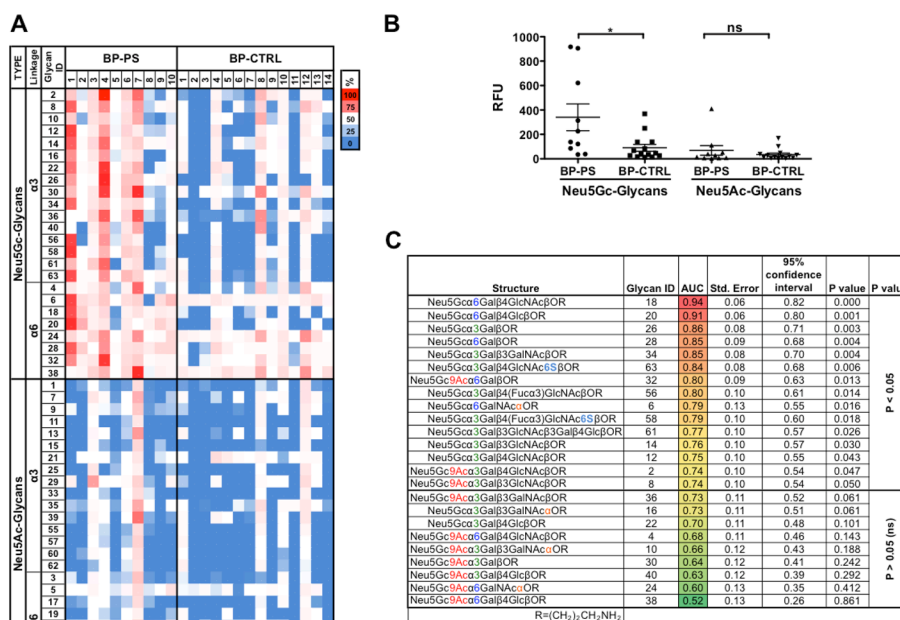 A
TYPE Linkage Glycan ID BP-PS BP-CTRL
1 2 3 4 5 6 7 8 9 10 1 2 3 4 5 6 7 8 9 10 11 12 13 14
Neu5Gc-Glycans
α3
2
8
10
12
14
16
22
26
30
34
36
40
56
58
61
63
α6
4
6
18
20
24
28
32
38
Neu5Ac-Glycans
α3
1
7
9
11
13
15
21
25
29
33
35
39
55
57
60
62
6
3
5
17
19
%
100
75
50
25
0
B
RFU
1000
800
600
400
200
0
* ns
BP-PS BP-CTRL BP-PS BP-CTRL
Neu5Gc-Glycans Neu5Ac-Glycans
C
Structure Glycan ID AUC Std. Error 95% confidence interval P value P valu
Neu5Gcα6Galβ4GlcNAcβOR 18 0.94 0.06 0.82 0.000
Neu5Gcα6Galβ4GlcβOR 20 0.91 0.06 0.80 0.001
Neu5Gcα3GalβOR 26 0.86 0.08 0.71 0.003
Neu5Gcα6GalβOR 28 0.85 0.09 0.68 0.004
Neu5Gcα3Galβ3GalNAcβOR 34 0.85 0.08 0.70 0.004
Neu5Gcα3Galβ4GlcNAc6SβOR 63 0.84 0.08 0.68 0.006
Neu5Gc9Acα6GalβOR 32 0.80 0.09 0.63 0.013
Neu5Gcα3Galβ4(Fucα3)GlcNAcβOR 56 0.80 0.10 0.61 0.014
Neu5Gcα6GalNAcαOR 6 0.79 0.13 0.55 0.016
Neu5Gcα3Galβ4(Fucα3)GlcNAc6SβOR 58 0.79 0.10 0.60 0.018
Neu5Gcα3Galβ3GlcNAcβ3Galβ4GlcβOR 61 0.77 0.10 0.57 0.026
Neu5Gcα3Galβ3GlcNAcβOR 14 0.76 0.10 0.57 0.030
Neu5Gcα3Galβ4GlcNAcβOR 12 0.75 0.10 0.55 0.043
Neu5Gc9Acα3Galβ4GlcNAcβOR 2 0.74 0.10 0.54 0.047
Neu5Gc9Acα3Galβ3GlcNAcβOR 8 0.74 0.10 0.54 0.050
P < 0.05
Neu5Gc9Acα3Galβ3GalNAcβOR 36 0.73 0.11 0.52 0.061
Neu5Gcα3Galβ3GalNAcαOR 16 0.73 0.11 0.51 0.061
Neu5Gcα3Galβ4GlcβOR 22 0.70 0.11 0.48 0.101
Neu5Gc9Acα6Galβ4GlcNAcβOR 4 0.68 0.11 0.46 0.143
Neu5Gc9Acα3Galβ3GalNAcαOR 10 0.66 0.12 0.43 0.188
Neu5Gc9Acα3GalβOR 30 0.64 0.12 0.41 0.242
Neu5Gc9Acα3Galβ4GlcβOR 40 0.63 0.12 0.39 0.292
Neu5Gc9Acα6GalNAcαOR 24 0.60 0.13 0.35 0.412
Neu5Gc9Acα6Galβ4GlcβOR 38 0.52 0.13 0.26 0.861
P > 0.05 (ns)
R=(CH₂)₂CH₂NH₂